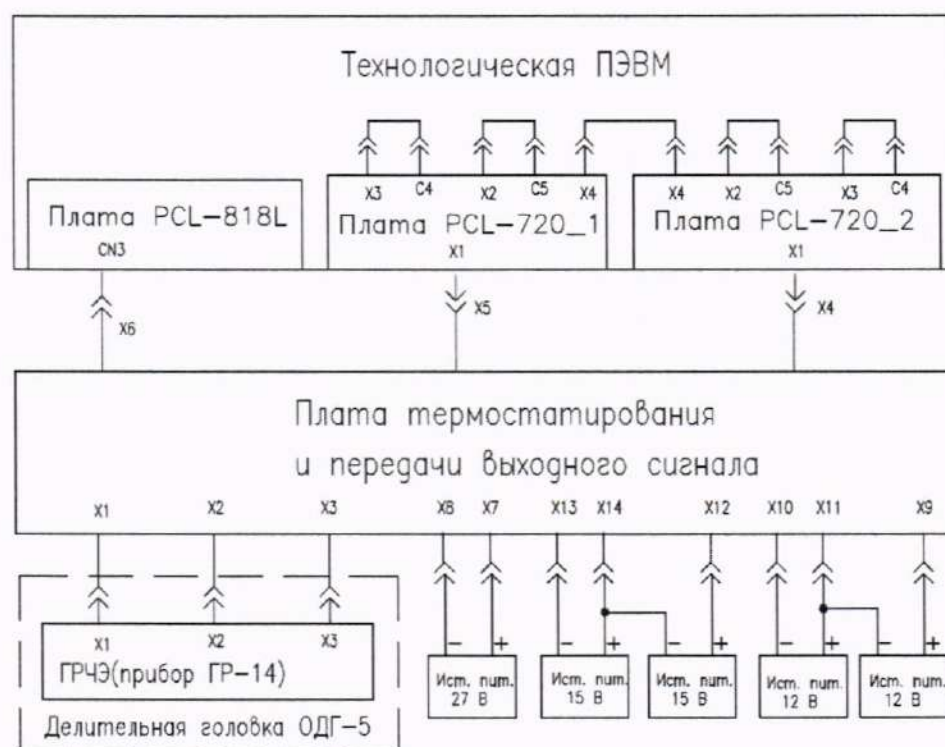 Технологическая ПЭВМ
X3 C4 X2 C5 X4 X4 X2 C5 X3 C4
Плата PCL-818L Плата PCL-720_1 Плата PCL-720_2
CN3 X1 X1
X6 X5 X4
Плата термостатирования
и передачи выходного сигнала
X1 X2 X3 X8 X7 X13 X14 X12 X10 X11 X9
- + - + - + - + - +
X1 X2 X3
ГРЧЭ(прибор ГР-14)
Ист. пит. Ист. пит. Ист. пит. Ист. пит. Ист. пит.
27 В 15 В 15 В 12 В 12 В
Делительная головка ОДГ-5